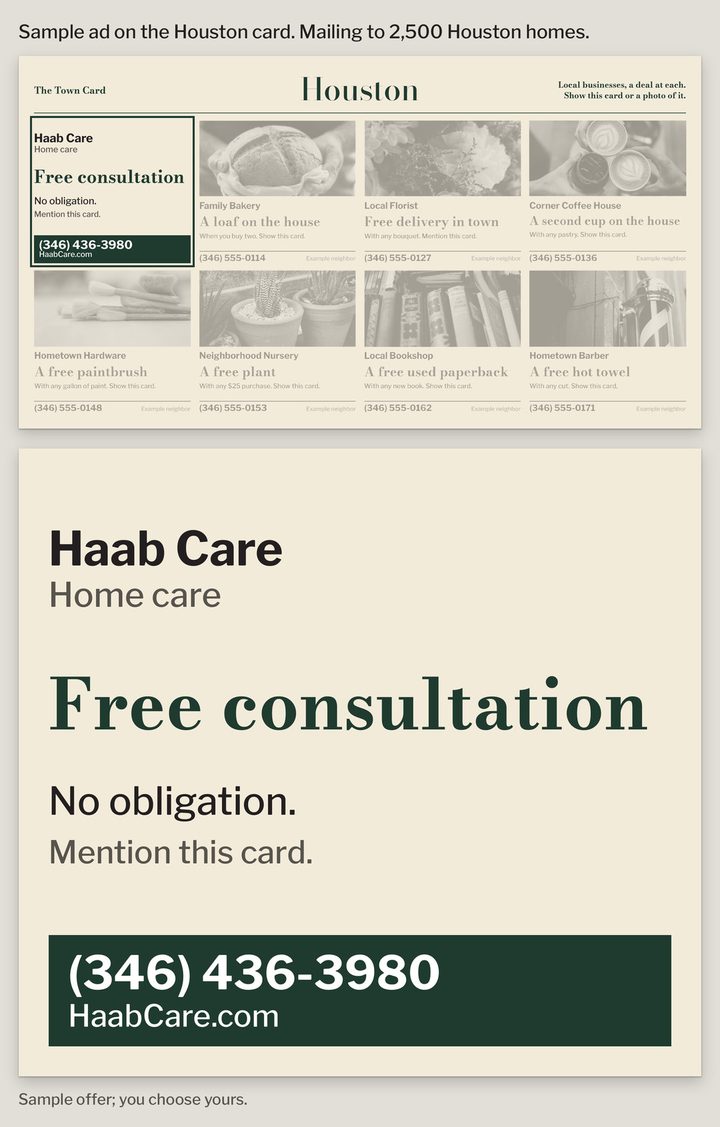 Sample ad on the Houston card. Mailing to 2,500 Houston homes.
The Town Card
Houston
Local businesses, a deal at each.
Show this card or a photo of it.
Haab Care
Home care
Free consultation
No obligation.
Mention this card.
(346) 436-3980
HaabCare.com
Family Bakery
A loaf on the house
When you buy two. Show this card.
(346) 555-0114
Example neighbor
Local Florist
Free delivery in town
With any bouquet. Mention this card.
(346) 555-0127
Example neighbor
Corner Coffee House
A second cup on the house
With any pastry. Show this card.
(346) 555-0136
Example neighbor
Hometown Hardware
A free paintbrush
With any gallon of paint. Show this card.
(346) 555-0148
Example neighbor
Neighborhood Nursery
A free plant
With any $25 purchase. Show this card.
(346) 555-0153
Example neighbor
Local Bookshop
A free used paperback
With any new book. Show this card.
(346) 555-0162
Example neighbor
Hometown Barber
A free hot towel
With any cut. Show this card.
(346) 555-0171
Example neighbor
Haab Care
Home care
Free consultation
No obligation.
Mention this card.
(346) 436-3980
HaabCare.com
Sample offer; you choose yours.